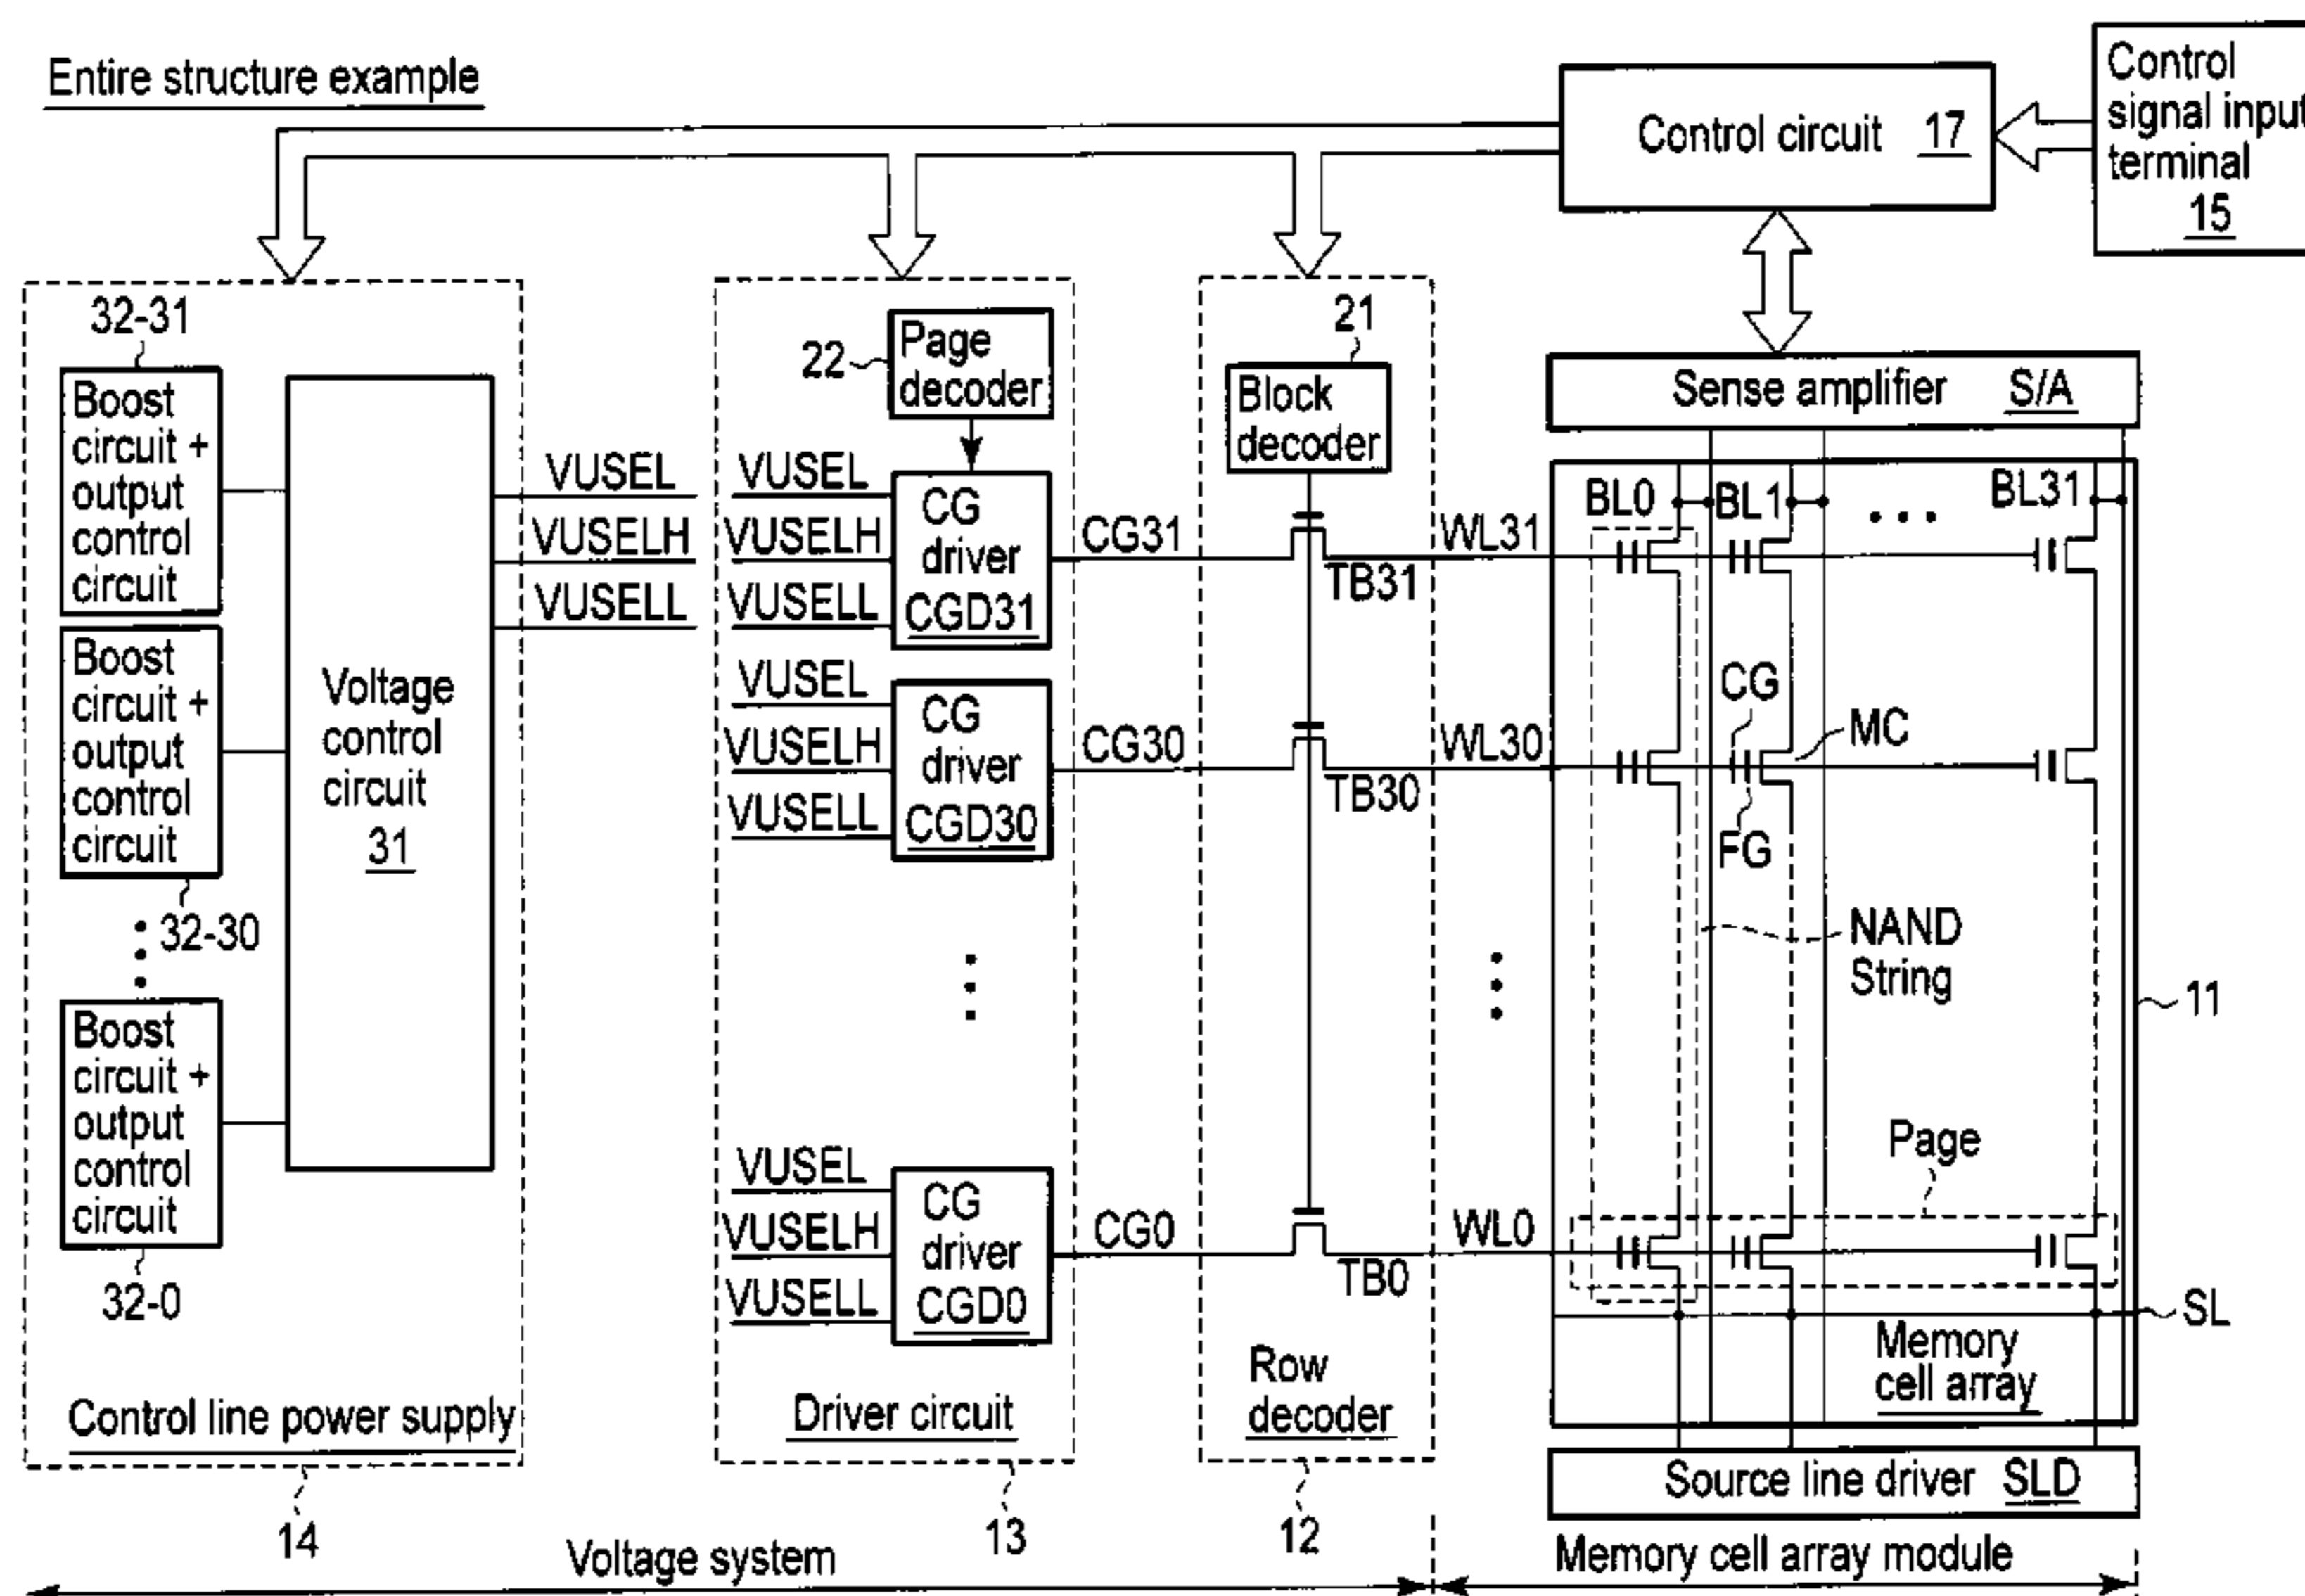 Entire structure example
Control circuit 17
Control
signal input
terminal
15
32-31
Boost
circuit +
output
control
circuit
Boost
circuit +
output
control
circuit
32-30
Boost
circuit +
output
control
circuit
32-0
Voltage
control
circuit
31
VUSEL
VUSELH
VUSELL
Control line power supply
14
22
Page
decoder
VUSEL
VUSELH
VUSELL
CG
driver
CGD31
VUSEL
VUSELH
VUSELL
CG
driver
CGD30
VUSEL
VUSELH
VUSELL
CG
driver
CGD0
Driver circuit
13
CG31
CG30
CG0
21
Block
decoder
TB31
TB30
TB0
Row
decoder
12
WL31
WL30
WL0
Sense amplifier S/A
BL0
BL1
BL31
CG
MC
FG
NAND
String
11
Page
SL
Memory
cell array
Source line driver SLD
Voltage system
Memory cell array module